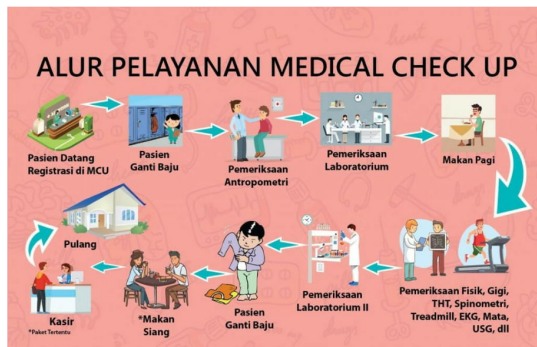 ALUR PELAYANAN MEDICAL CHECK UP
Pasien Datang
Registrasi di MCU
Pasien
Ganti Baju
Pemeriksaan
Antropometri
Pemeriksaan
Laboratorium
Makan Pagi
Pemeriksaan Fisik, Gigi,
THT, Spinometri,
Treadmill, EKG, Mata,
USG, dll
Pemeriksaan
Laboratorium II
Pasien
Ganti Baju
*Makan
Siang
Kasir
*Paket Tertentu
Pulang